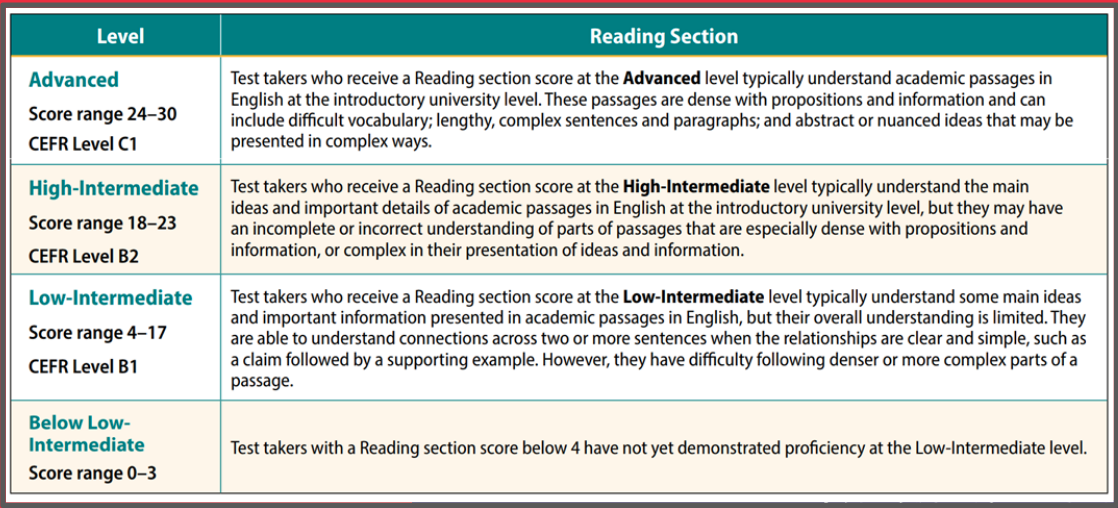 Level
Reading Section
Advanced
Score range 24–30
CEFR Level C1
Test takers who receive a Reading section score at the Advanced level typically understand academic passages in
English at the introductory university level. These passages are dense with propositions and information and can
include difficult vocabulary; lengthy, complex sentences and paragraphs; and abstract or nuanced ideas that may be
presented in complex ways.
High-Intermediate
Score range 18–23
CEFR Level B2
Test takers who receive a Reading section score at the High-Intermediate level typically understand the main
ideas and important details of academic passages in English at the introductory university level, but they may have
an incomplete or incorrect understanding of parts of passages that are especially dense with propositions and
information, or complex in their presentation of ideas and information.
Low-Intermediate
Score range 4–17
CEFR Level B1
Test takers who receive a Reading section score at the Low-Intermediate level typically understand some main ideas
and important information presented in academic passages in English, but their overall understanding is limited. They
are able to understand connections across two or more sentences when the relationships are clear and simple, such as
a claim followed by a supporting example. However, they have difficulty following denser or more complex parts of a
passage.
Below Low-
Intermediate
Score range 0–3
Test takers with a Reading section score below 4 have not yet demonstrated proficiency at the Low-Intermediate level.